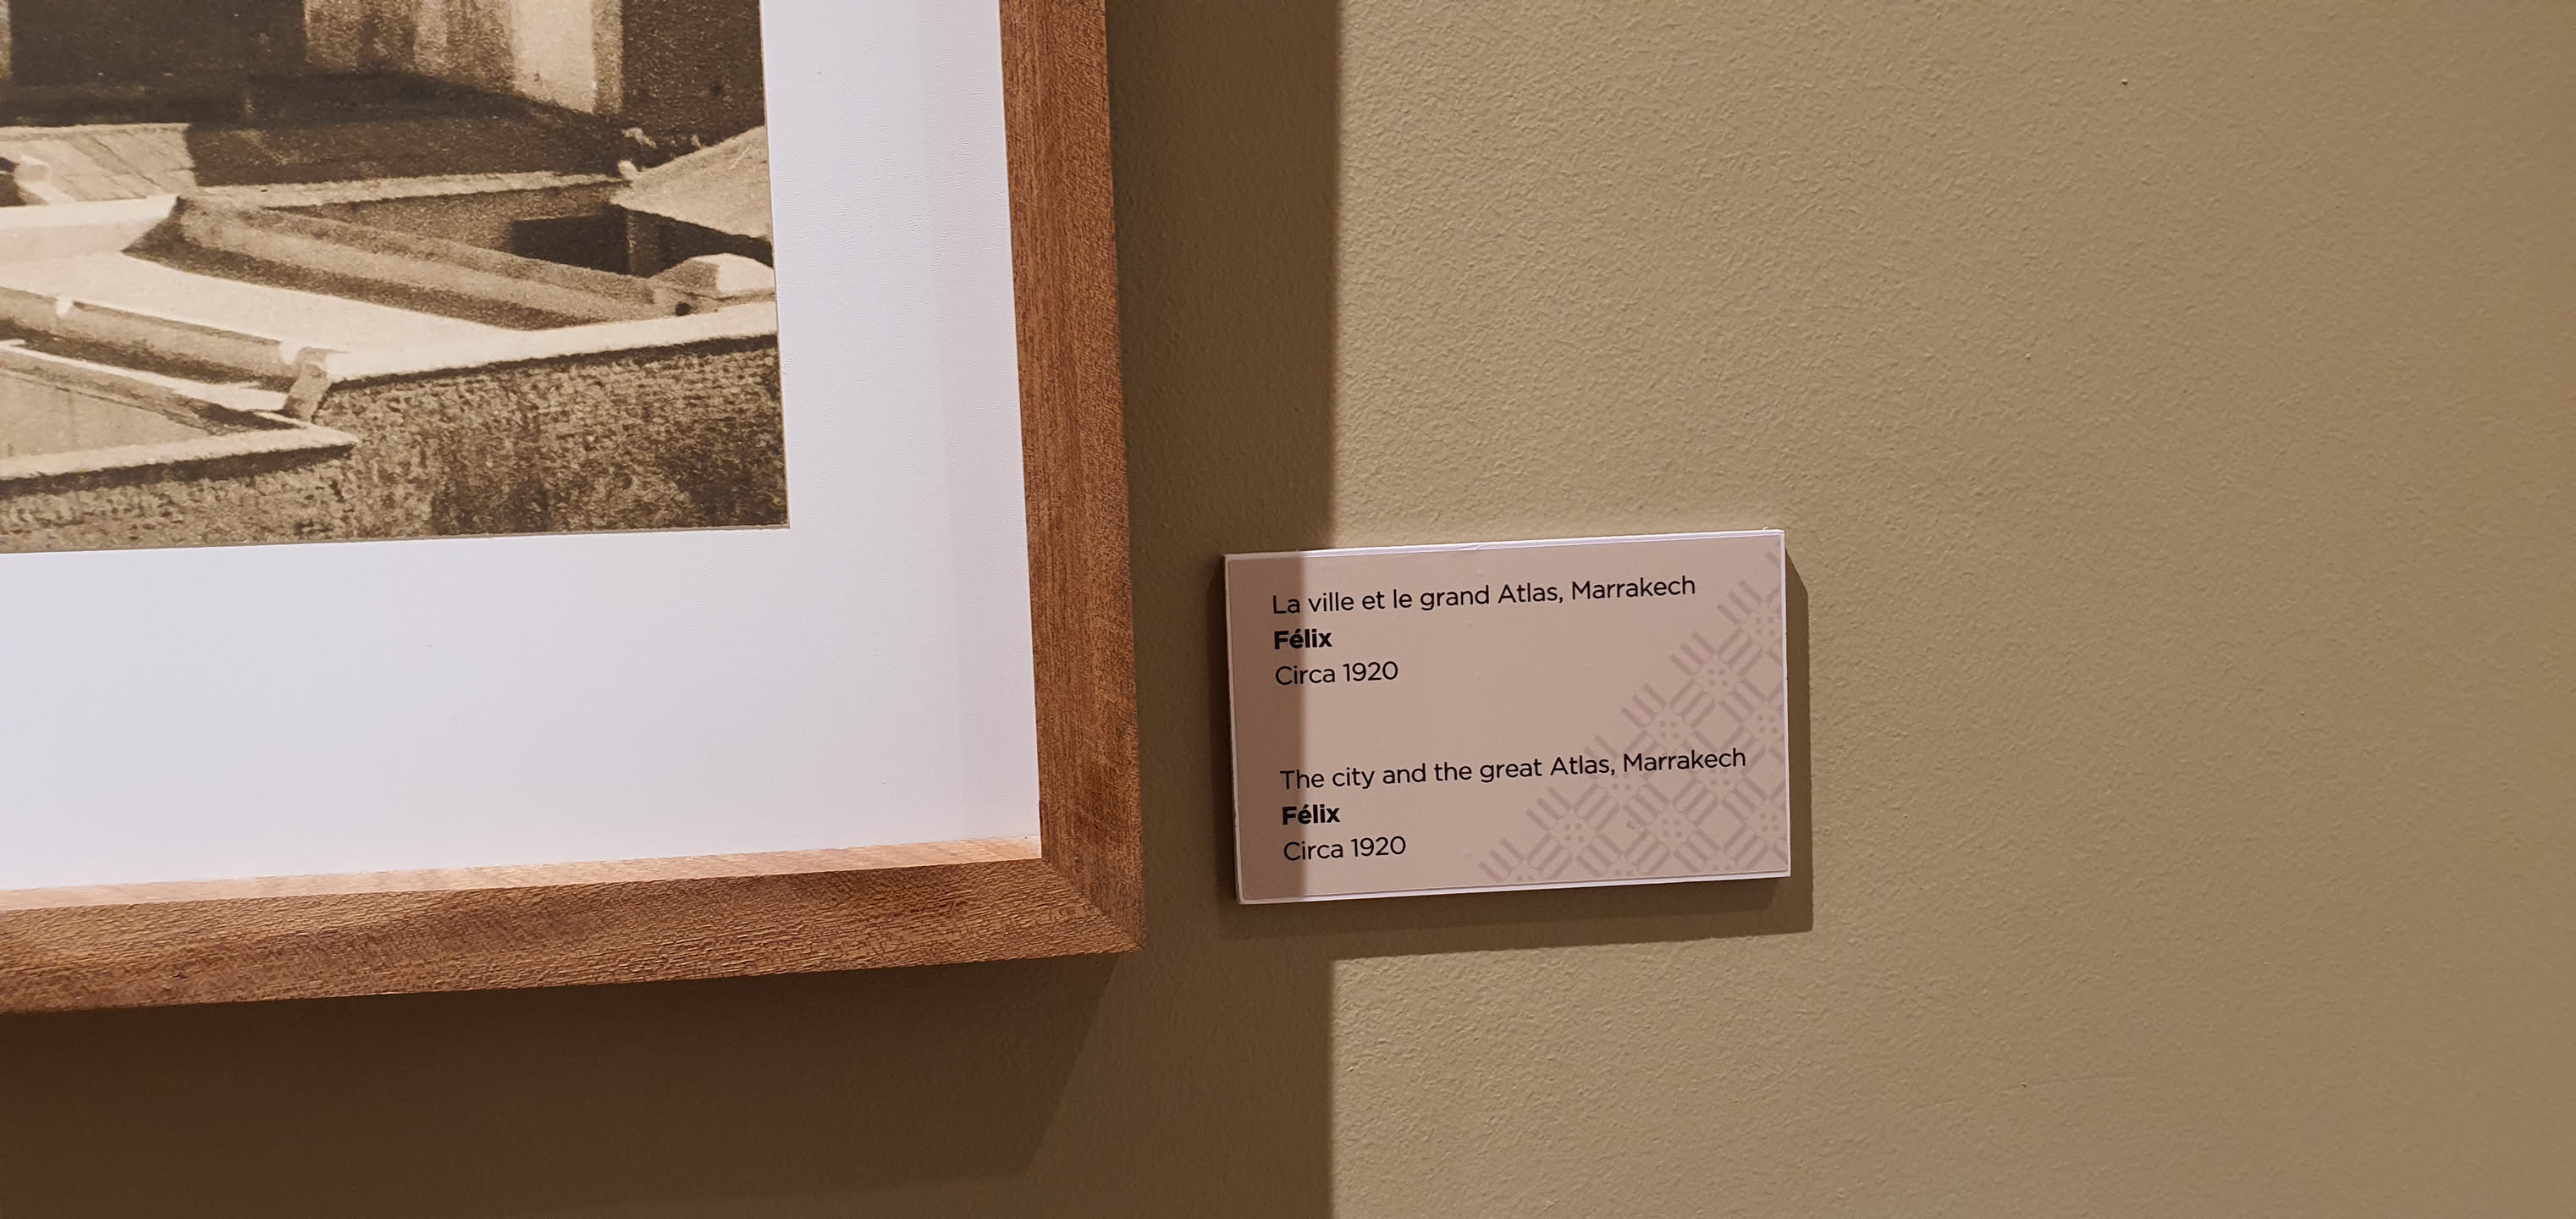 La ville et le grand Atlas, Marrakech
Félix
Circa 1920
The city and the great Atlas, Marrakech
Félix
Circa 1920